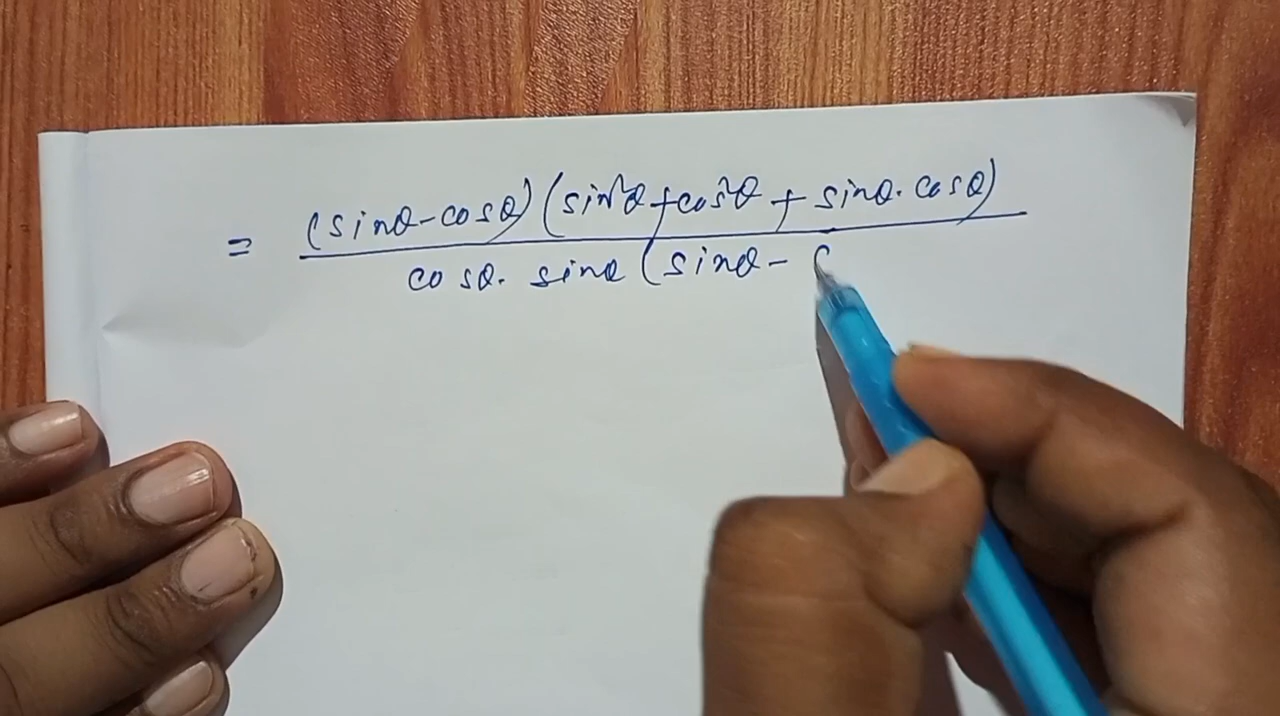 = (sinθ-cosθ) (sin²θ+cos²θ + sinθ. cosθ)
cosθ. sinθ (sinθ - c